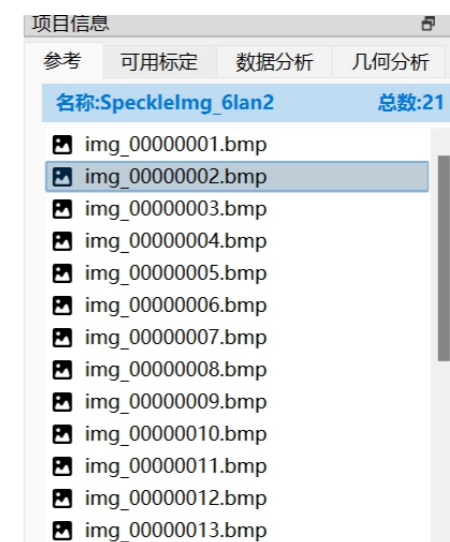 项目信息
参考 可用标定 数据分析 几何分析
名称:SpeckleImg_6lan2 总数:21
img_00000001.bmp
img_00000002.bmp
img_00000003.bmp
img_00000004.bmp
img_00000005.bmp
img_00000006.bmp
img_00000007.bmp
img_00000008.bmp
img_00000009.bmp
img_00000010.bmp
img_00000011.bmp
img_00000012.bmp
img_00000013.bmp